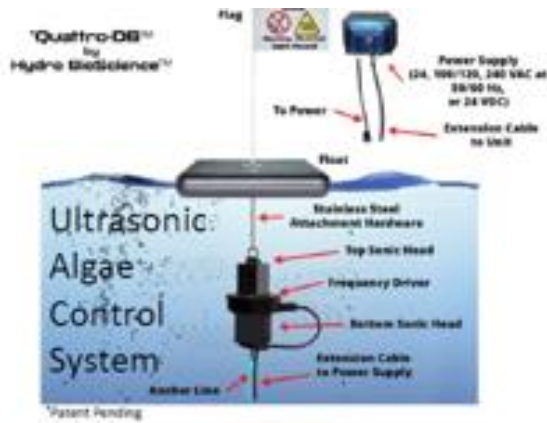 "Quattro-DB™
by
Hydro BioScience™
Flag
Power Supply
(24, 100/120, 240 VAC at
50/60 Hz,
or 24 VDC)
To Power
Extension Cable
to Unit
Float
Ultrasonic
Algae
Control
System
Stainless Steel
Attachment Hardware
Top Sonic Head
Frequency Driver
Bottom Sonic Head
Extension Cable
to Power Supply
Anchor Line
*Patent Pending